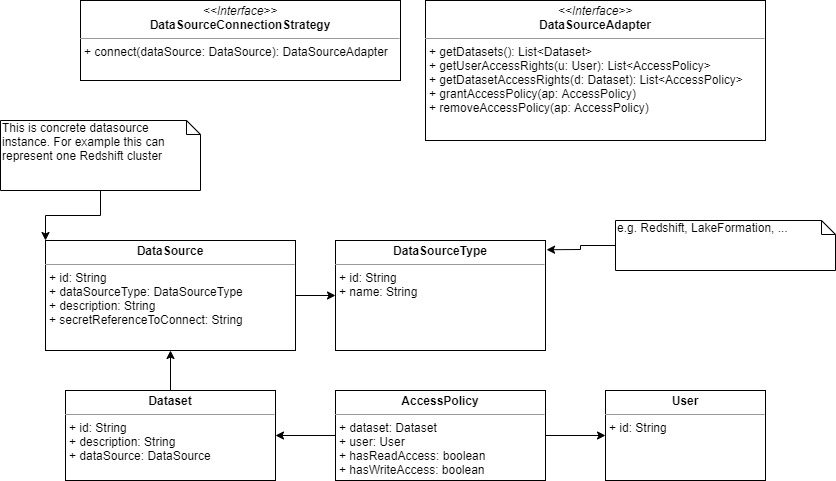 <<Interface>>
DataSourceConnectionStrategy
+ connect(dataSource: DataSource): DataSourceAdapter
<<Interface>>
DataSourceAdapter
+ getDatasets(): List<Dataset>
+ getUserAccessRights(u: User): List<AccessPolicy>
+ getDatasetAccessRights(d: Dataset): List<AccessPolicy>
+ grantAccessPolicy(ap: AccessPolicy)
+ removeAccessPolicy(ap: AccessPolicy)
This is concrete datasource
instance. For example this can
represent one Redshift cluster
e.g. Redshift, LakeFormation, ...
DataSource
+ id: String
+ dataSourceType: DataSourceType
+ description: String
+ secretReferenceToConnect: String
DataSourceType
+ id: String
+ name: String
Dataset
+ id: String
+ description: String
+ dataSource: DataSource
AccessPolicy
+ dataset: Dataset
+ user: User
+ hasReadAccess: boolean
+ hasWriteAccess: boolean
User
+ id: String